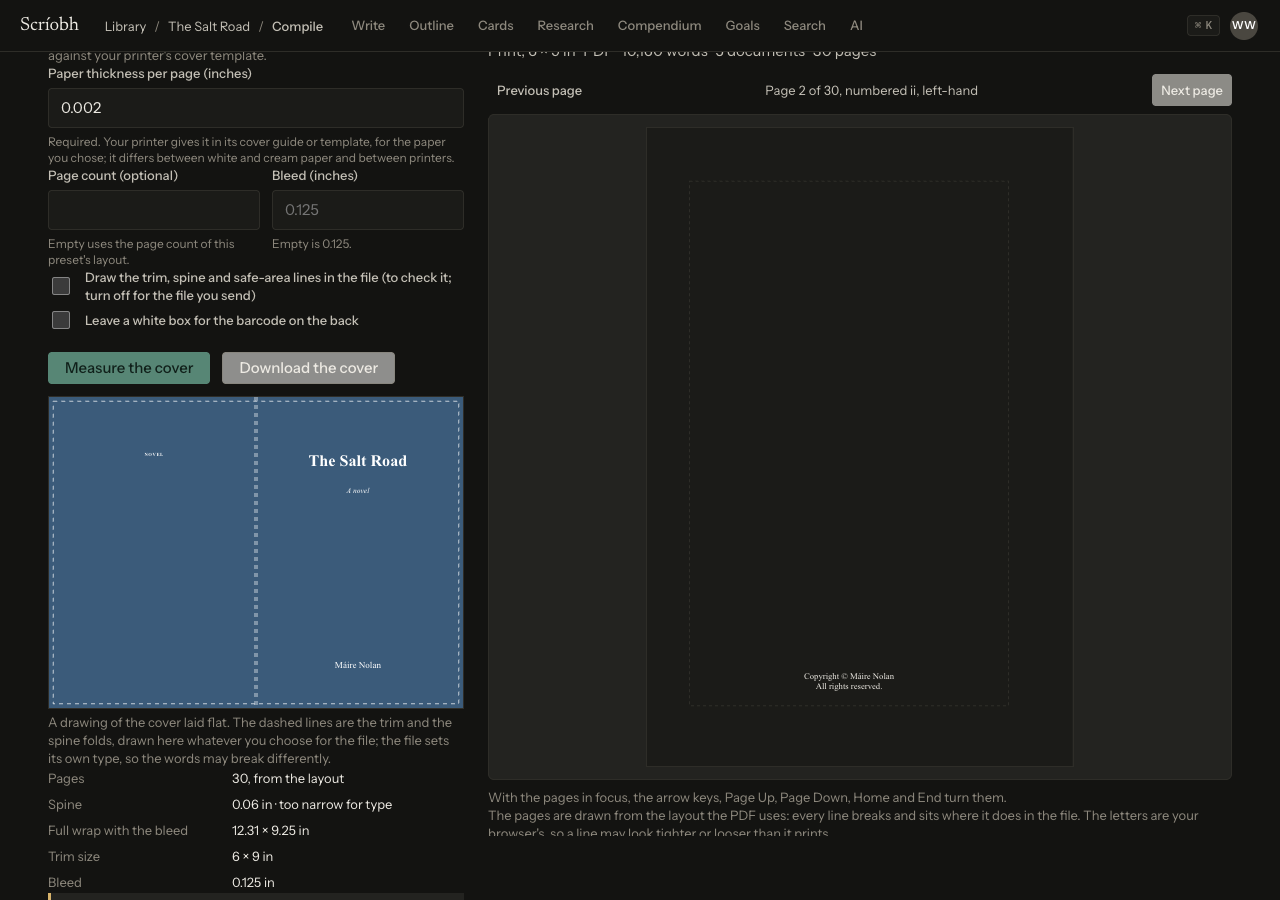 Scríobh
Library / The Salt Road / Compile
Write
Outline
Cards
Research
Compendium
Goals
Search
AI
⌘ K
WW
against your printer's cover template.
Paper thickness per page (inches)
0.002
Required. Your printer gives it in its cover guide or template, for the paper
you chose; it differs between white and cream paper and between printers.
Page count (optional)
Bleed (inches)
0.125
Empty uses the page count of this
preset's layout.
Empty is 0.125.
Draw the trim, spine and safe-area lines in the file (to check it;
turn off for the file you send)
Leave a white box for the barcode on the back
Measure the cover
Download the cover
NOVEL
The Salt Road
A novel
Máire Nolan
A drawing of the cover laid flat. The dashed lines are the trim and the
spine folds, drawn here whatever you choose for the file; the file sets
its own type, so the words may break differently.
Pages 30, from the layout
Spine 0.06 in · too narrow for type
Full wrap with the bleed 12.31 × 9.25 in
Trim size 6 × 9 in
Bleed 0.125 in
Previous page
Page 2 of 30, numbered ii, left-hand
Next page
Copyright © Máire Nolan
All rights reserved.
With the pages in focus, the arrow keys, Page Up, Page Down, Home and End turn them.
The pages are drawn from the layout the PDF uses: every line breaks and sits where it does in the file. The letters are your
browser's, so a line may look tighter or looser than it prints.